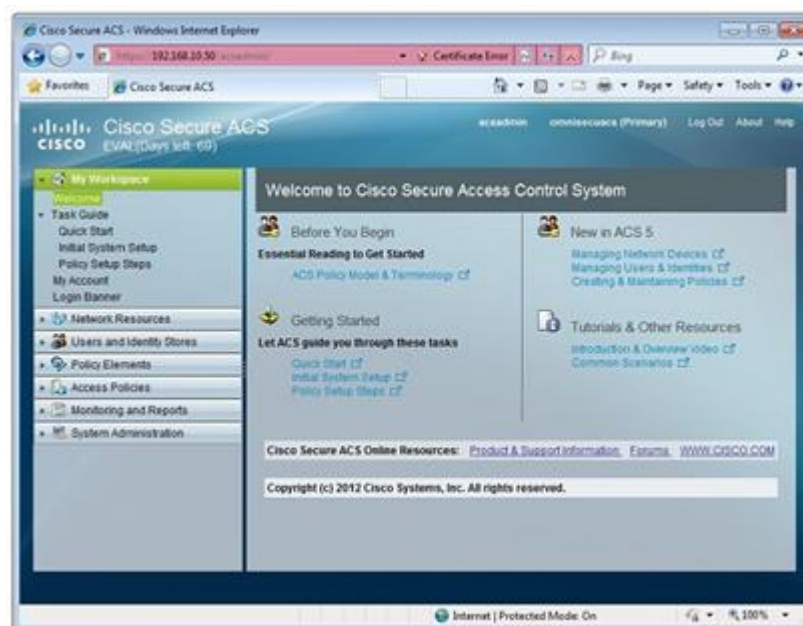 Cisco Secure ACS - Windows Internet Explorer
https://192.168.10.50/acsadmin/
Certificate Error
Bing
Favorites
Cisco Secure ACS
Page
Safety
Tools
CISCO
Cisco Secure ACS
EVAL(Days left: 69)
acsadmin
omnisecuacs (Primary)
Log Out
About
Help
My Workspace
Welcome
Task Guide
Quick Start
Initial System Setup
Policy Setup Steps
My Account
Login Banner
Network Resources
Users and Identity Stores
Policy Elements
Access Policies
Monitoring and Reports
System Administration
Welcome to Cisco Secure Access Control System
Before You Begin
Essential Reading to Get Started
ACS Policy Model & Terminology
Getting Started
Let ACS guide you through these tasks
Quick Start
Initial System Setup
Policy Setup Steps
New in ACS 5
Managing Network Devices
Managing Users & Identities
Creating & Maintaining Policies
Tutorials & Other Resources
Introduction & Overview Video
Common Scenarios
Cisco Secure ACS Online Resources: Product & Support Information Forums WWW.CISCO.COM
Copyright (c) 2012 Cisco Systems, Inc. All rights reserved.
Internet | Protected Mode: On
100%